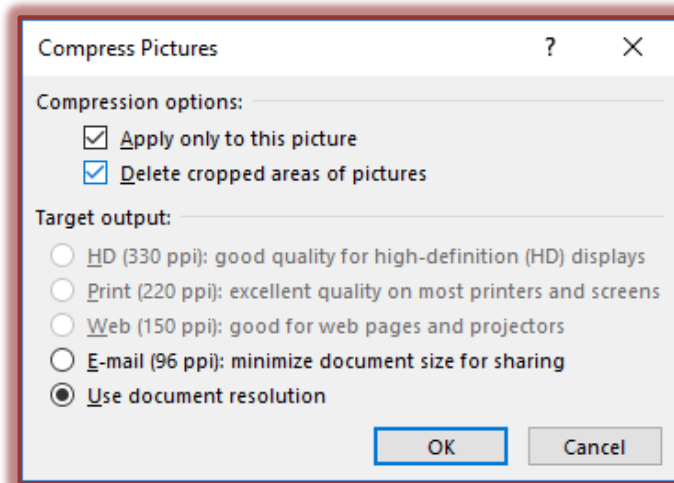 Compress Pictures ?
Compression options:
Apply only to this picture
Delete cropped areas of pictures
Target output:
HD (330 ppi): good quality for high-definition (HD) displays
Print (220 ppi): excellent quality on most printers and screens
Web (150 ppi): good for web pages and projectors
E-mail (96 ppi): minimize document size for sharing
Use document resolution
OK Cancel